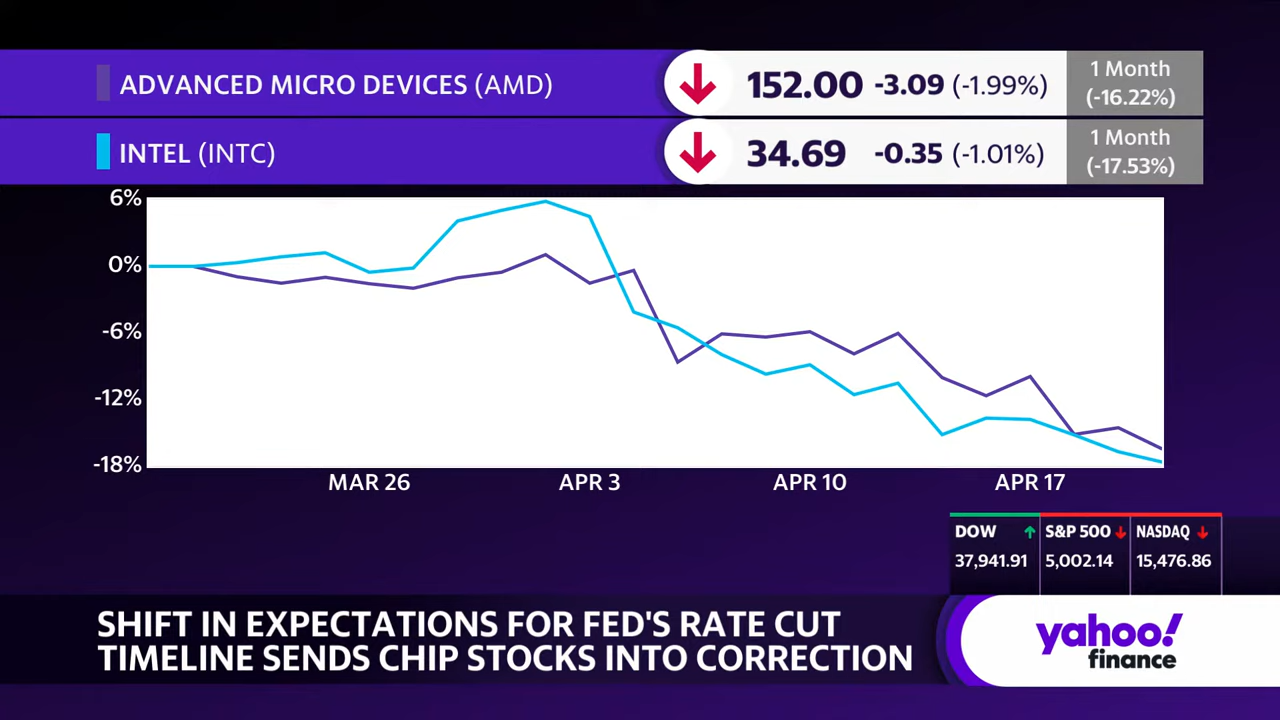 ADVANCED MICRO DEVICES (AMD)
152.00 -3.09 (-1.99%)
1 Month
(-16.22%)
INTEL (INTC)
34.69 -0.35 (-1.01%)
1 Month
(-17.53%)
6%
0%
-6%
-12%
-18%
MAR 26 APR 3 APR 10 APR 17
DOW S&P 500 NASDAQ
37,941.91 5,002.14 15,476.86
SHIFT IN EXPECTATIONS FOR FED'S RATE CUT
TIMELINE SENDS CHIP STOCKS INTO CORRECTION
yahoo!
finance